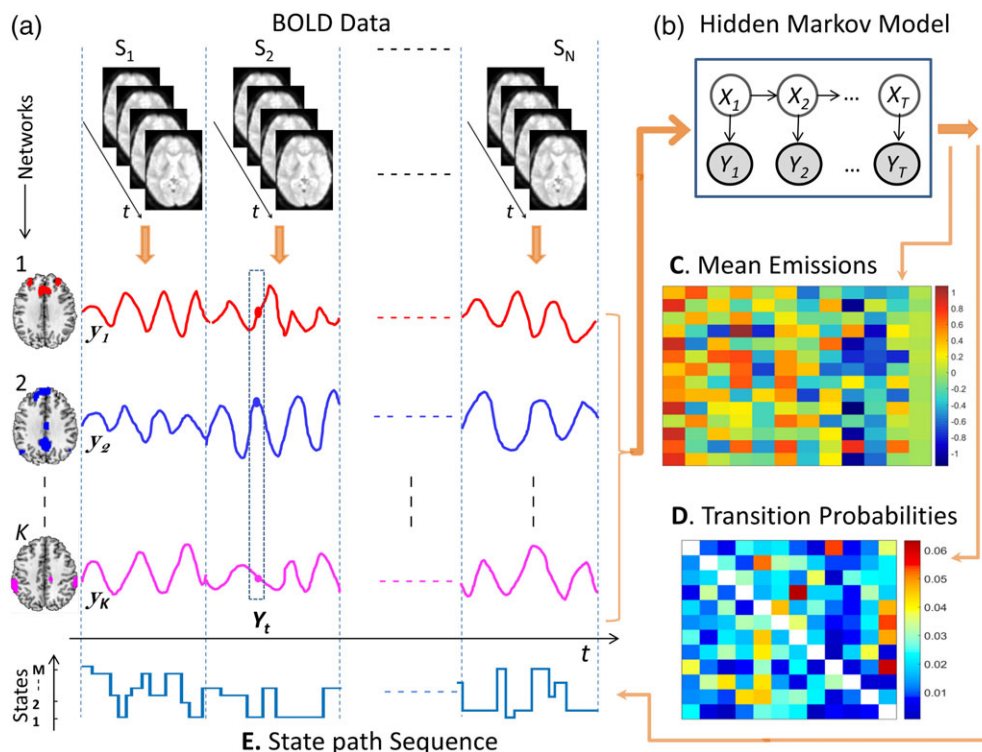 (a)
BOLD Data
S1
S2
SN
Networks
t
t
t
1
y1
2
y2
K
yK
Yt
t
States
M
2
1
E. State path Sequence
(b) Hidden Markov Model
X1 X2 ... XT
Y1 Y2 ... YT
C. Mean Emissions
1
0.8
0.6
0.4
0.2
0
-0.2
-0.4
-0.6
-0.8
-1
D. Transition Probabilities
0.06
0.05
0.04
0.03
0.02
0.01